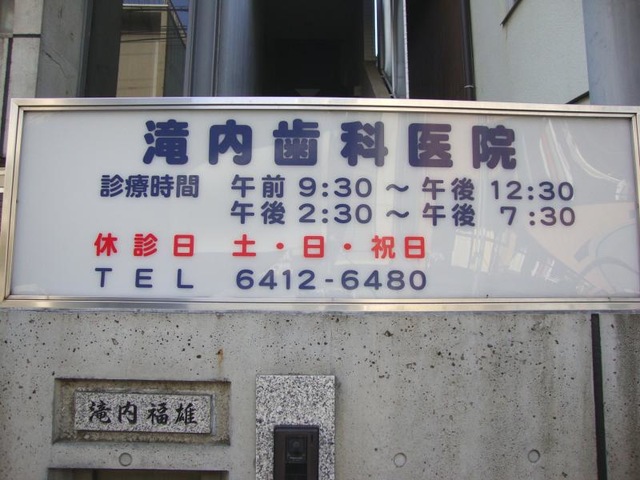 滝内歯科医院
診療時間 午前 9:30 ～ 午後 12:30
午後 2:30 ～ 午後 7:30
休診日 土・日・祝日
TEL 6412-6480
滝内福雄